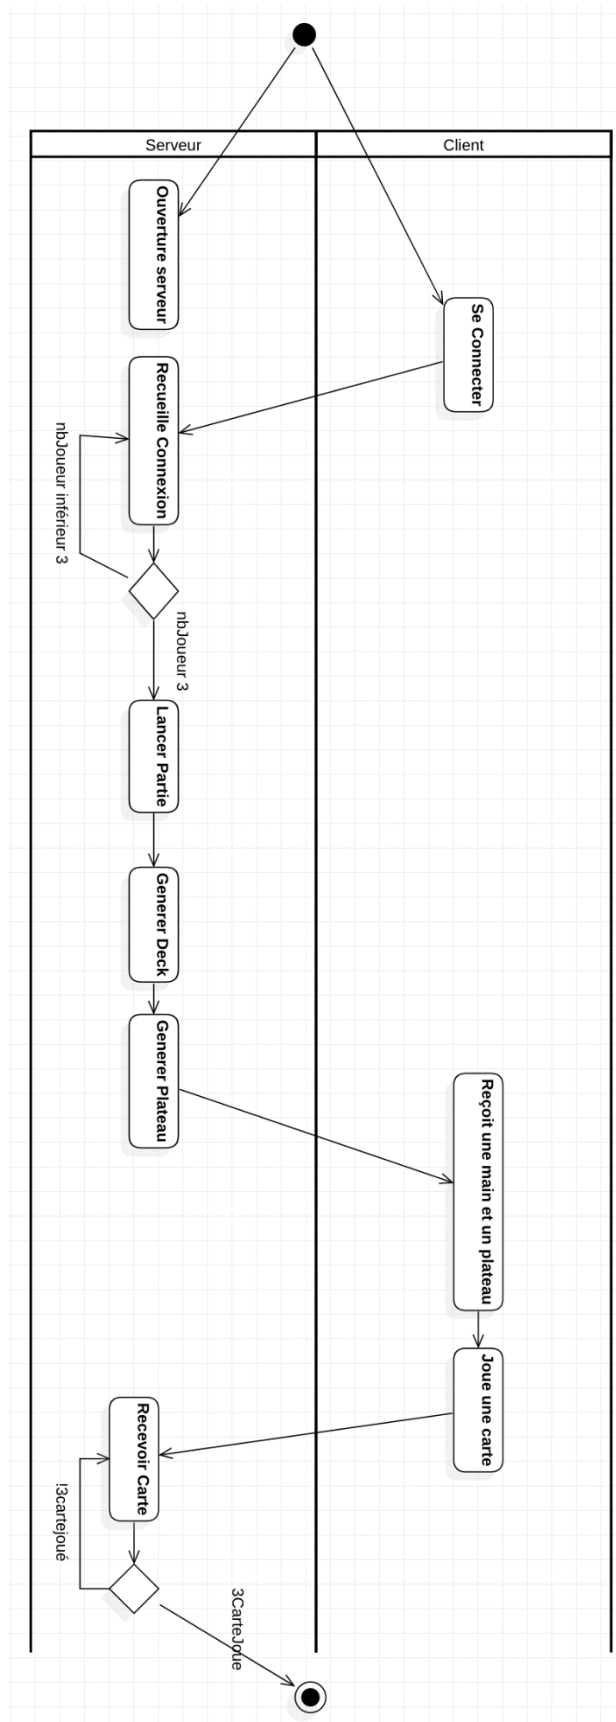 Serveur
Client
Ouverture serveur
Se Connecter
Recueille Connexion
nbJoueur inférieur 3
nbJoueur 3
Lancer Partie
Generer Deck
Generer Plateau
Reçoit une main et un plateau
Joue une carte
Recevoir Carte
!3cartejoué
3CarteJoue